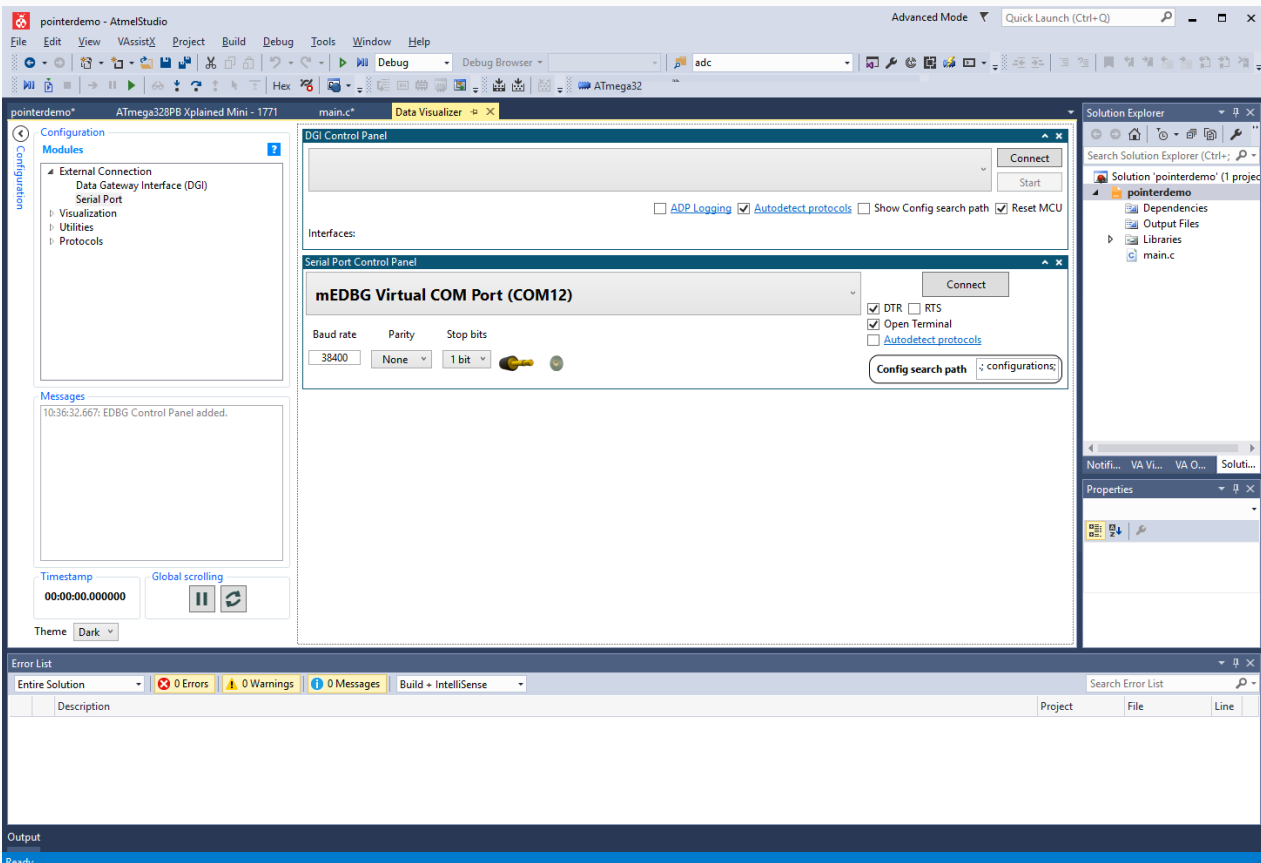 pointerdemo - AtmelStudio
Advanced Mode
Quick Launch (Ctrl+Q)
File Edit View VAssistX Project Build Debug Tools Window Help
Debug
Debug Browser
adc
Hex
ATmega32
pointerdemo*
ATmega328PB Xplained Mini - 1771
main.c*
Data Visualizer
Configuration
Configuration
Modules
?
External Connection
Data Gateway Interface (DGI)
Serial Port
Visualization
Utilities
Protocols
Messages
10:36:32.667: EDBG Control Panel added.
Timestamp
00:00:00.000000
Global scrolling
Theme Dark
DGI Control Panel
Connect
Start
ADP Logging Autodetect protocols Show Config search path Reset MCU
Interfaces:
Serial Port Control Panel
mEDBG Virtual COM Port (COM12)
Connect
DTR RTS
Open Terminal
Autodetect protocols
Baud rate Parity Stop bits
38400 None 1 bit
Config search path .; configurations;
Solution Explorer
Search Solution Explorer (Ctrl+;
Solution 'pointerdemo' (1 projec
pointerdemo
Dependencies
Output Files
Libraries
main.c
Notifi... VA Vi... VA O... Soluti...
Properties
Error List
Entire Solution
0 Errors
0 Warnings
0 Messages
Build + IntelliSense
Search Error List
Description Project File Line
Output
Ready